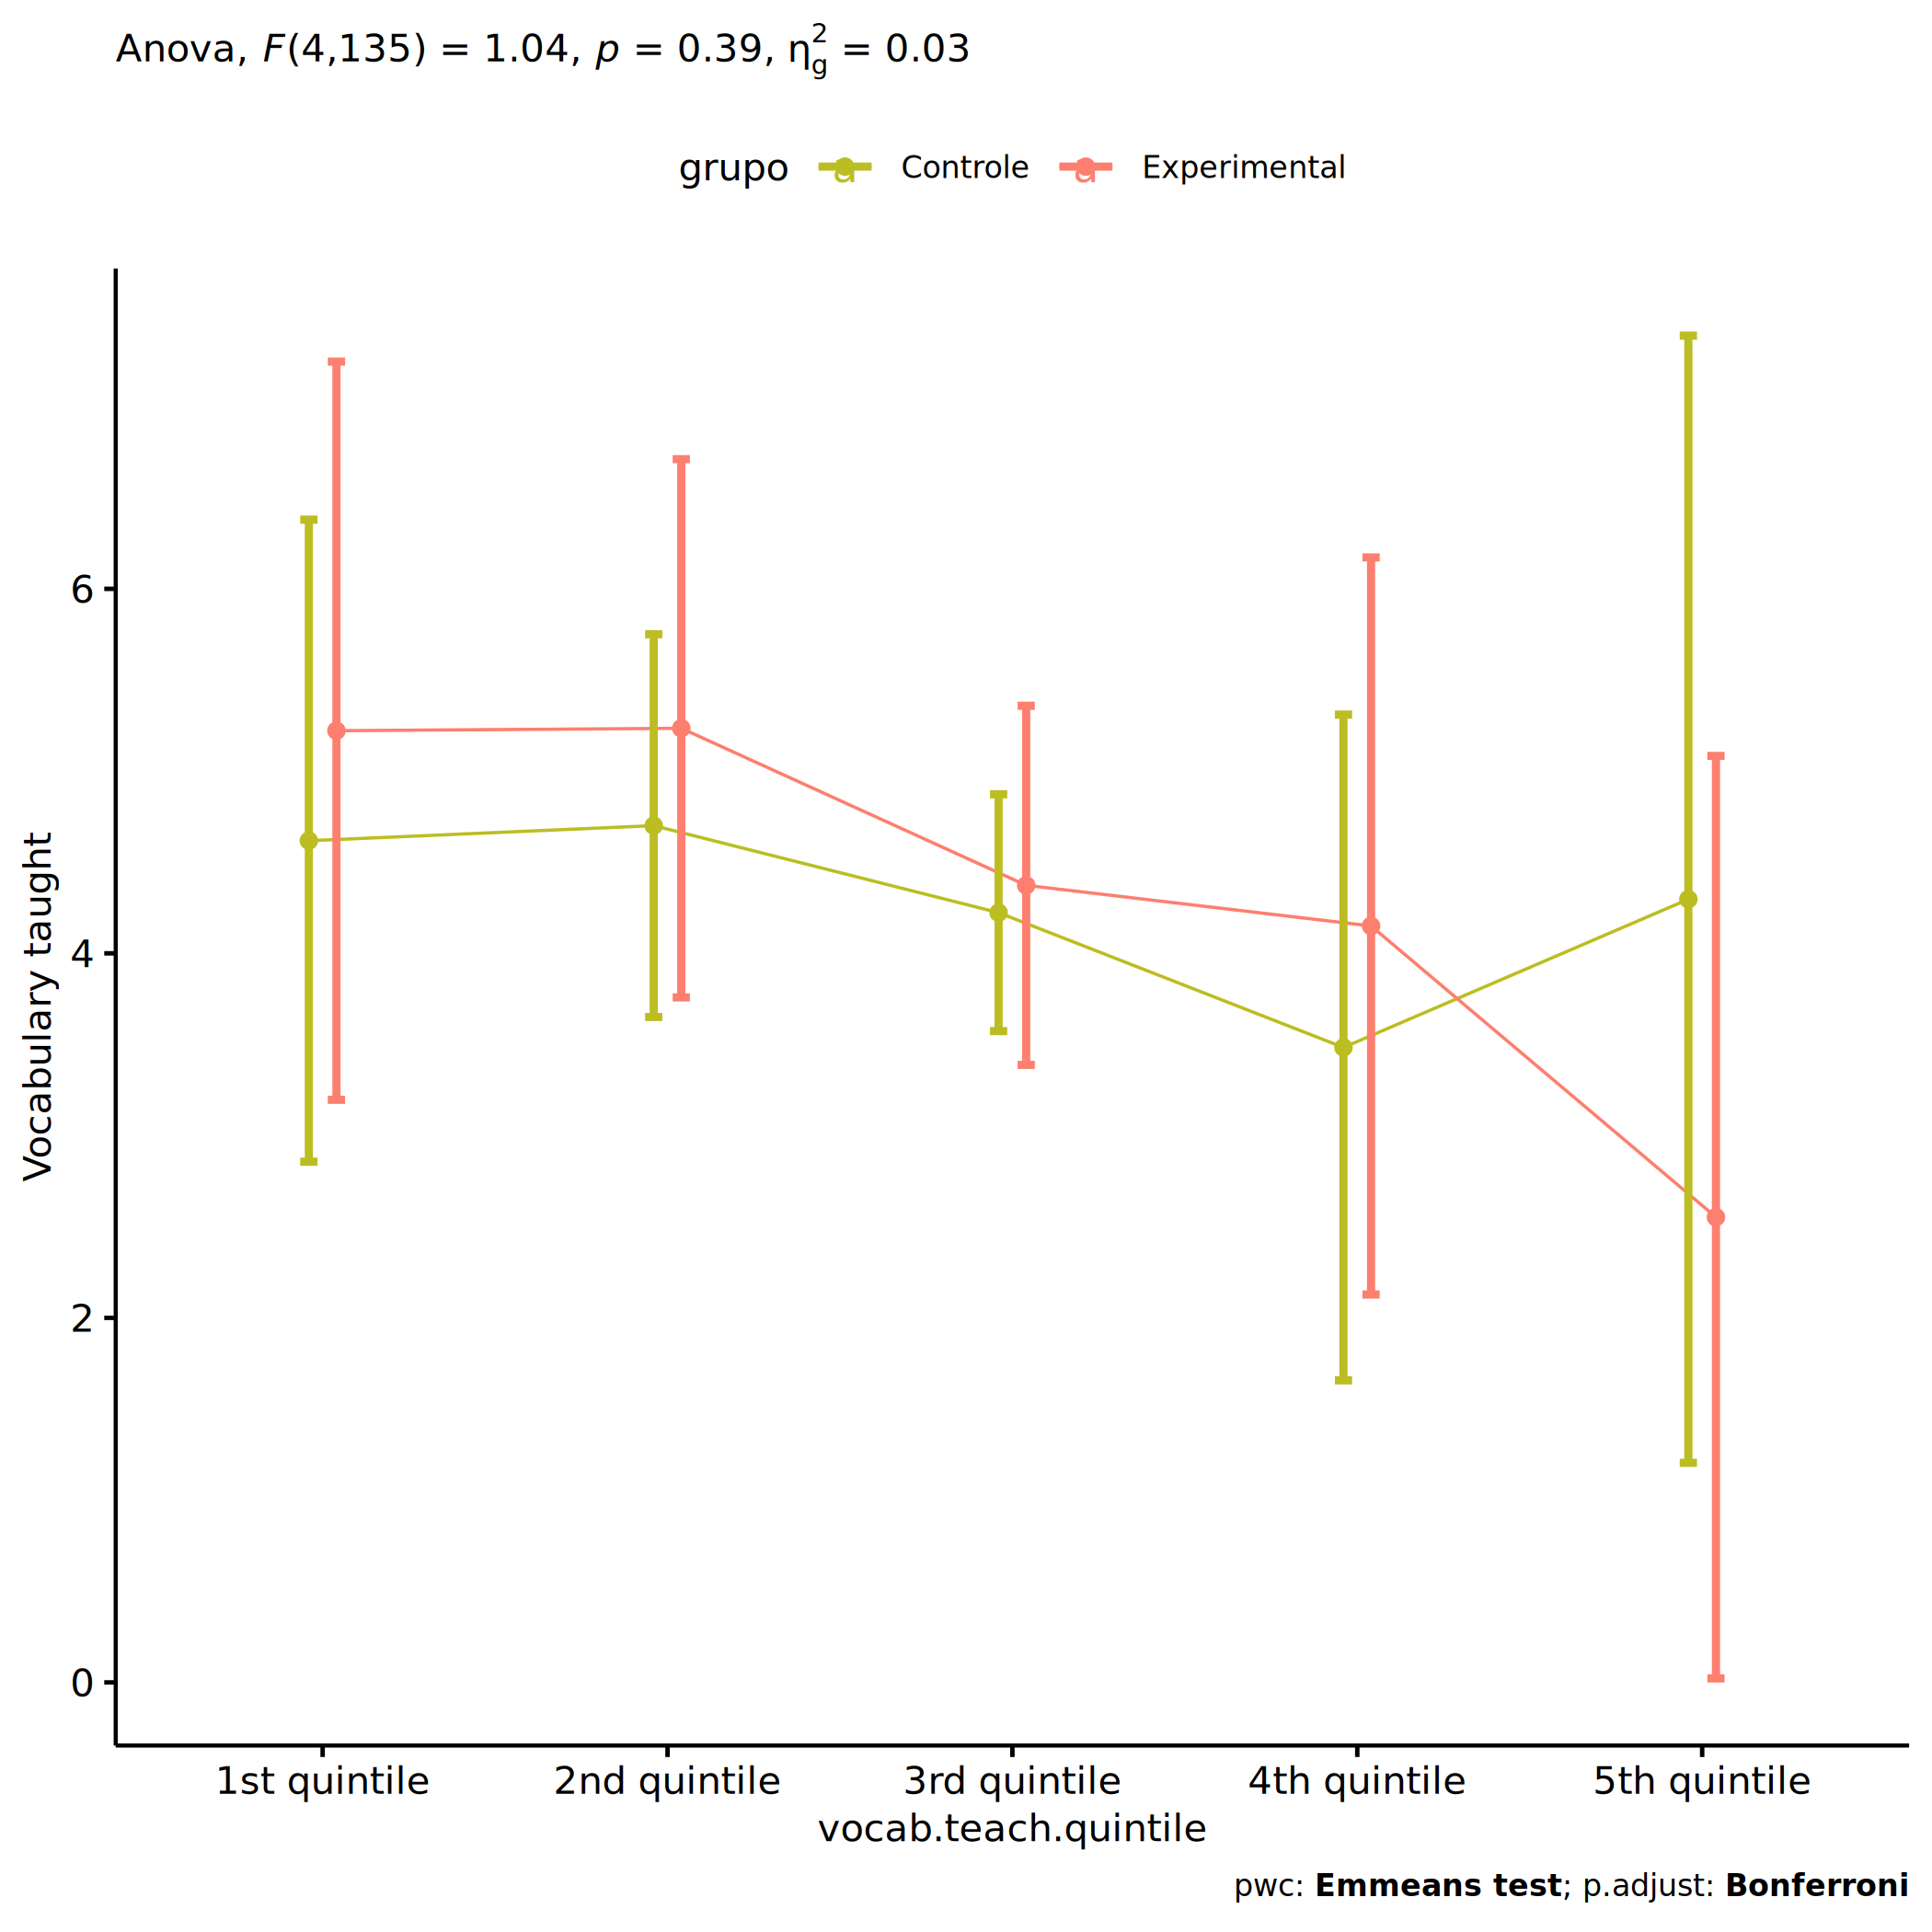 Anova, F(4,135) = 1.04, p = 0.39, η²g = 0.03
grupo a Controle a Experimental
6
4
2
0
Vocabulary taught
1st quintile 2nd quintile 3rd quintile 4th quintile 5th quintile
vocab.teach.quintile
pwc: Emmeans test; p.adjust: Bonferroni